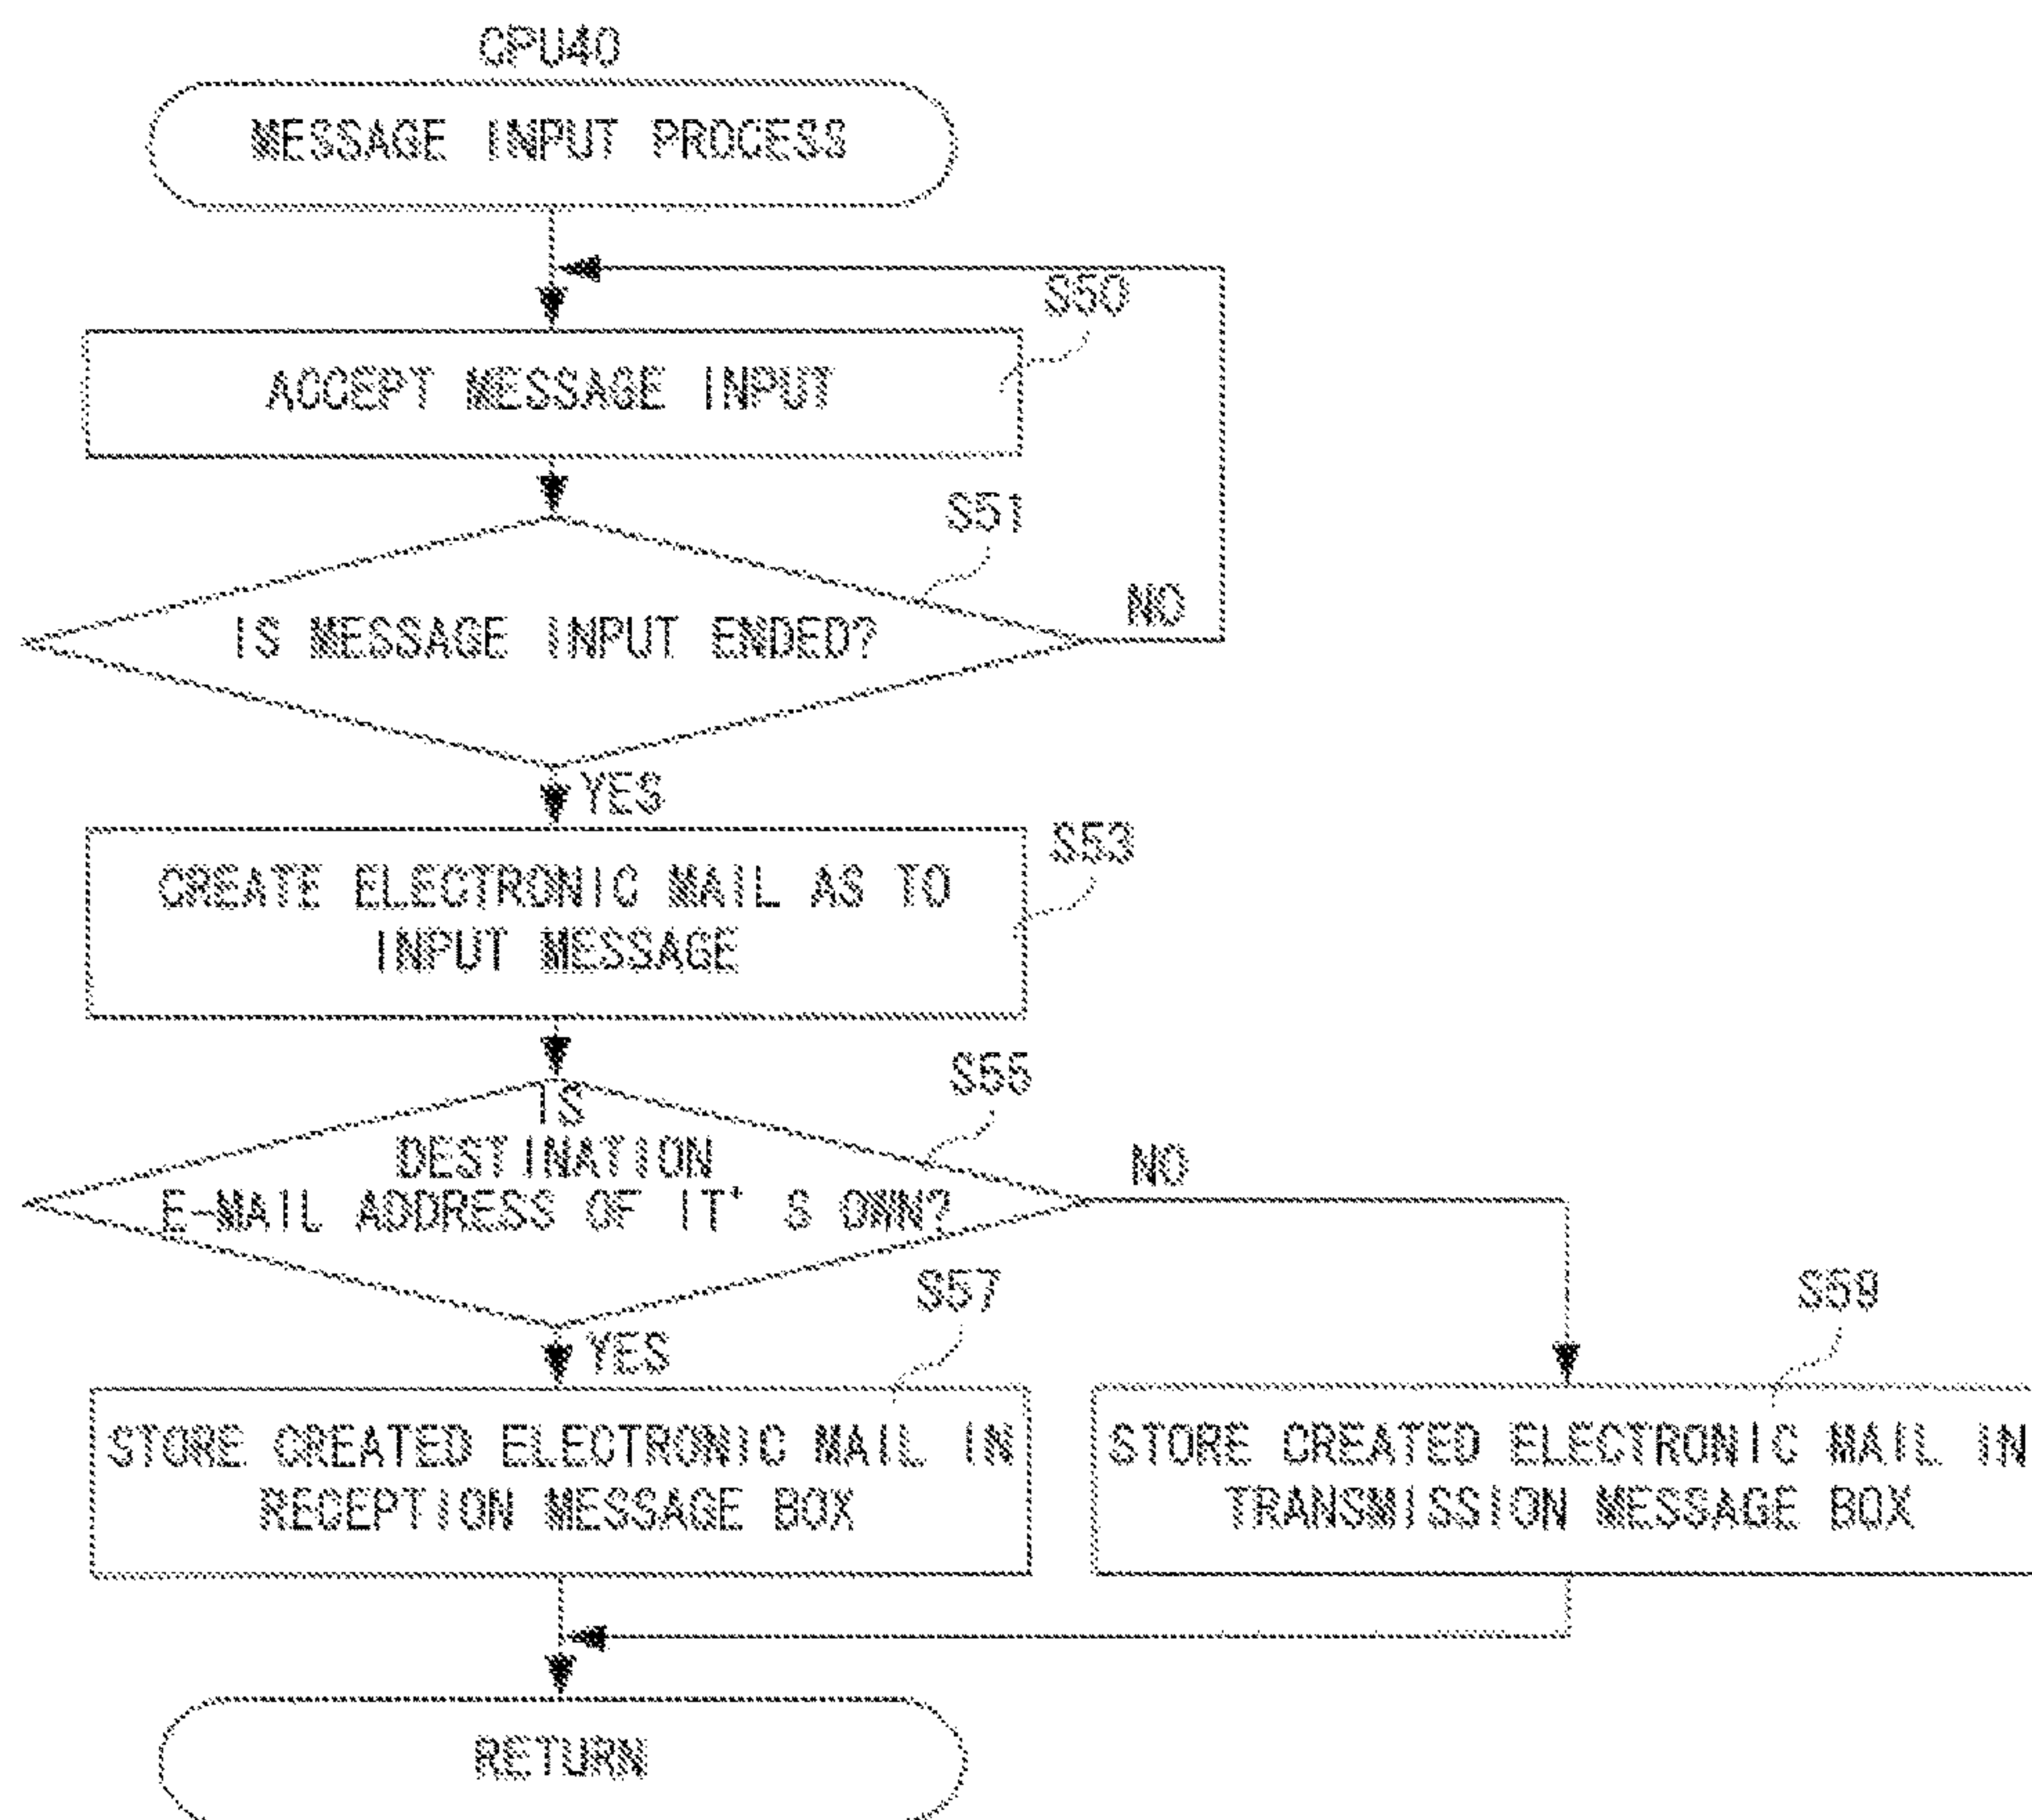 CPU40
MESSAGE INPUT PROCESS
S50
ACCEPT MESSAGE INPUT
S51
IS MESSAGE INPUT ENDED?
NO
YES
S53
CREATE ELECTRONIC MAIL AS TO
INPUT MESSAGE
S55
IS
DESTINATION
E-MAIL ADDRESS OF IT' S OWN?
NO
YES
S57
STORE CREATED ELECTRONIC MAIL IN
RECEPTION MESSAGE BOX
S59
STORE CREATED ELECTRONIC MAIL IN
TRANSMISSION MESSAGE BOX
RETURN